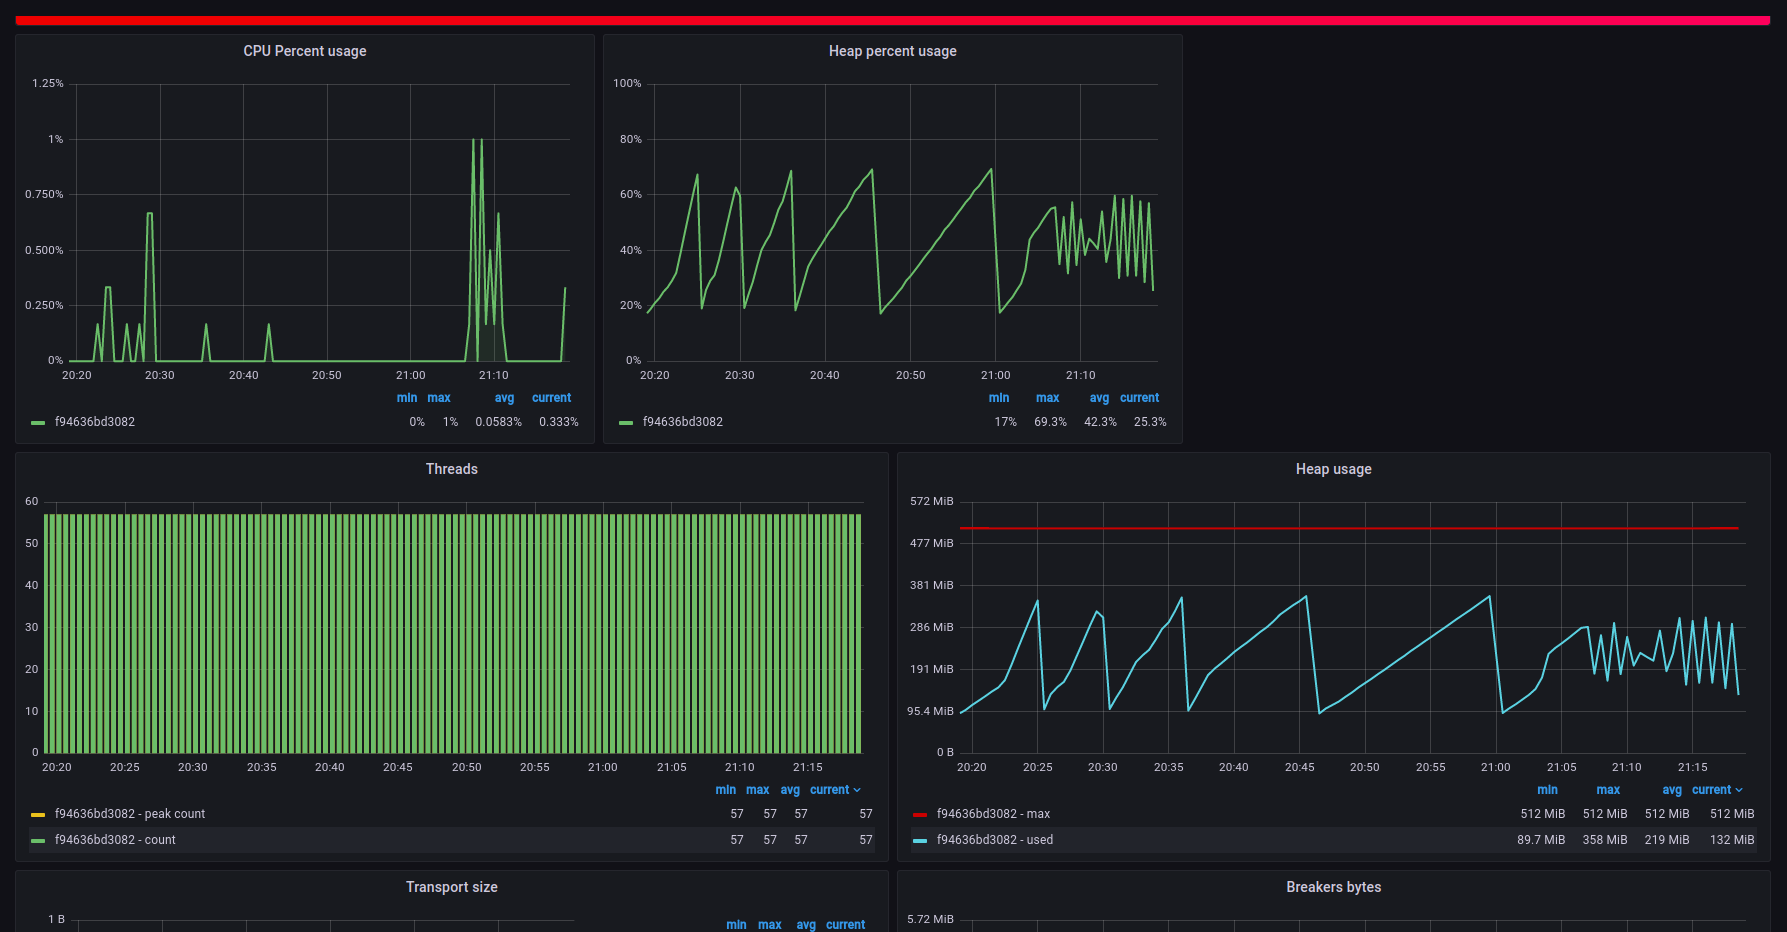 CPU Percent usage
1.25%
1%
0.750%
0.500%
0.250%
0%
20:20 20:30 20:40 20:50 21:00 21:10
min max avg current
f94636bd3082 0% 1% 0.0583% 0.333%
Heap percent usage
100%
80%
60%
40%
20%
0%
20:20 20:30 20:40 20:50 21:00 21:10
min max avg current
f94636bd3082 17% 69.3% 42.3% 25.3%
Threads
60
50
40
30
20
10
0
20:20 20:25 20:30 20:35 20:40 20:45 20:50 20:55 21:00 21:05 21:10 21:15
min max avg current
f94636bd3082 - peak count 57 57 57 57
f94636bd3082 - count 57 57 57 57
Heap usage
572 MiB
477 MiB
381 MiB
286 MiB
191 MiB
95.4 MiB
0 B
20:20 20:25 20:30 20:35 20:40 20:45 20:50 20:55 21:00 21:05 21:10 21:15
min max avg current
f94636bd3082 - max 512 MiB 512 MiB 512 MiB 512 MiB
f94636bd3082 - used 89.7 MiB 358 MiB 219 MiB 132 MiB
Transport size
1 B
min max avg current
Breakers bytes
5.72 MiB